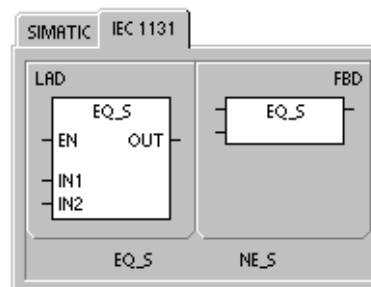 SIMATIC IEC 1131
LAD FBD
EQ_S EQ_S
EN OUT
IN1
IN2
EQ_S NE_S